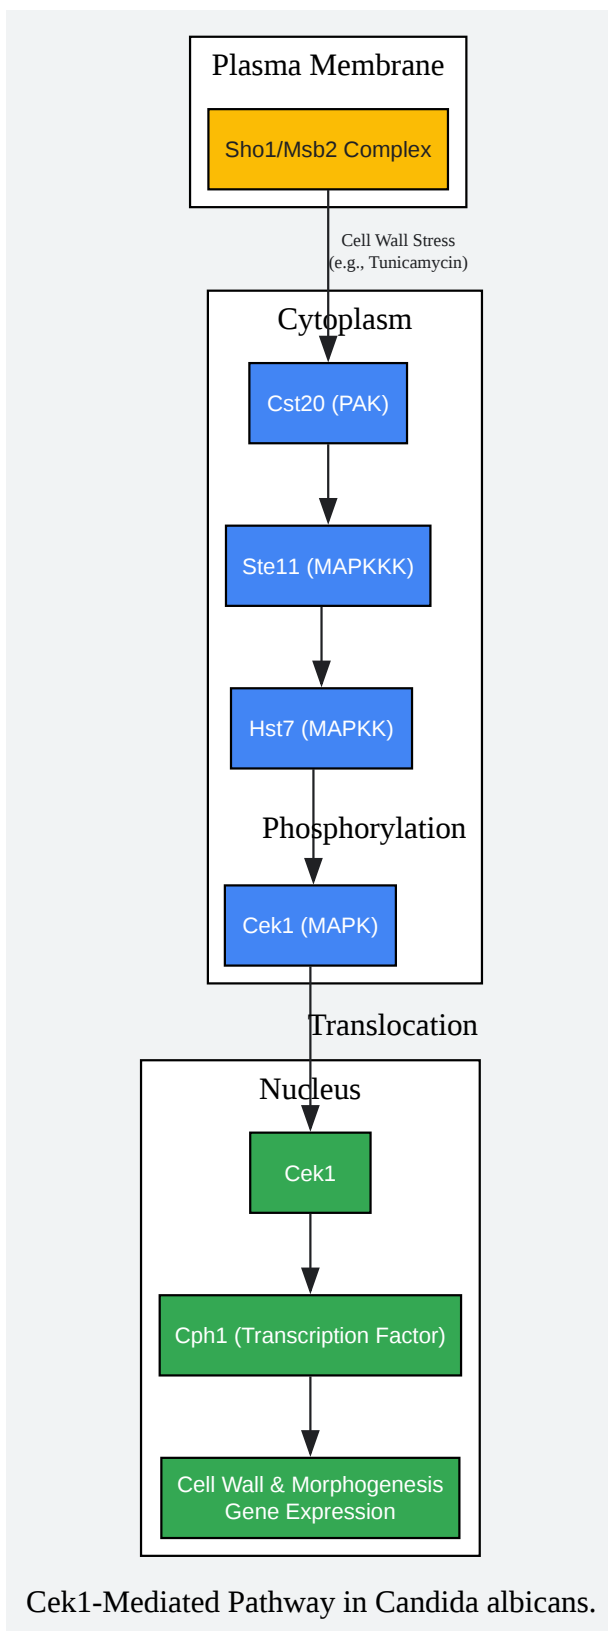 Plasma Membrane
Sho1/Msb2 Complex
Cell Wall Stress
(e.g., Tunicamycin)
Cytoplasm
Cst20 (PAK)
Ste11 (MAPKKK)
Hst7 (MAPKK)
Phosphorylation
Cek1 (MAPK)
Translocation
Nucleus
Cek1
Cph1 (Transcription Factor)
Cell Wall & Morphogenesis
Gene Expression
Cek1-Mediated Pathway in Candida albicans.